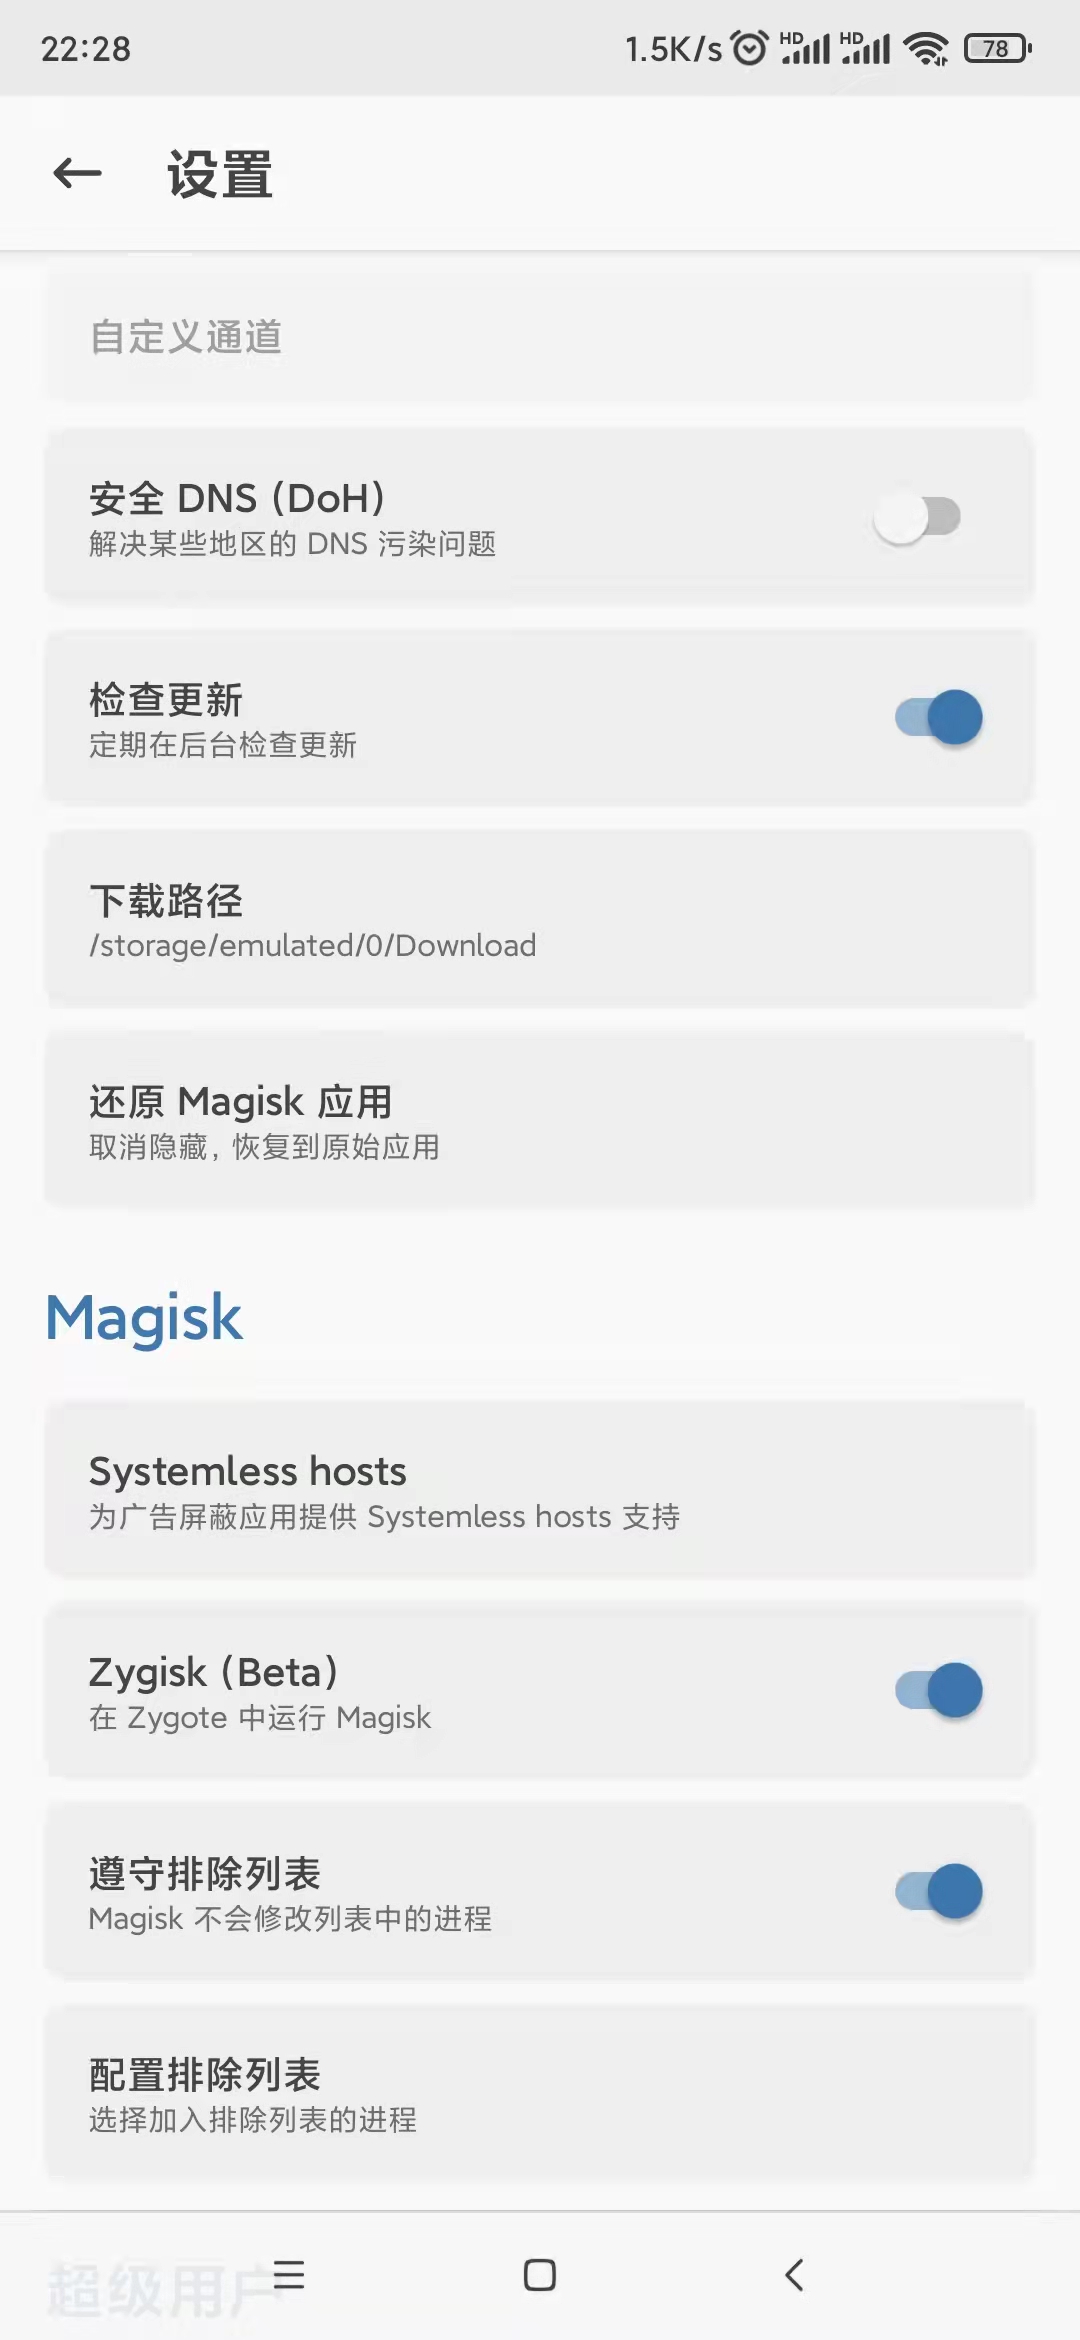 22:28
1.5K/s HD HD 78
设置
自定义通道
安全 DNS (DoH)
解决某些地区的 DNS 污染问题
检查更新
定期在后台检查更新
下载路径
/storage/emulated/0/Download
还原 Magisk 应用
取消隐藏，恢复到原始应用
Magisk
Systemless hosts
为广告屏蔽应用提供 Systemless hosts 支持
Zygisk (Beta)
在 Zygote 中运行 Magisk
遵守排除列表
Magisk 不会修改列表中的进程
配置排除列表
选择加入排除列表的进程
超级用户